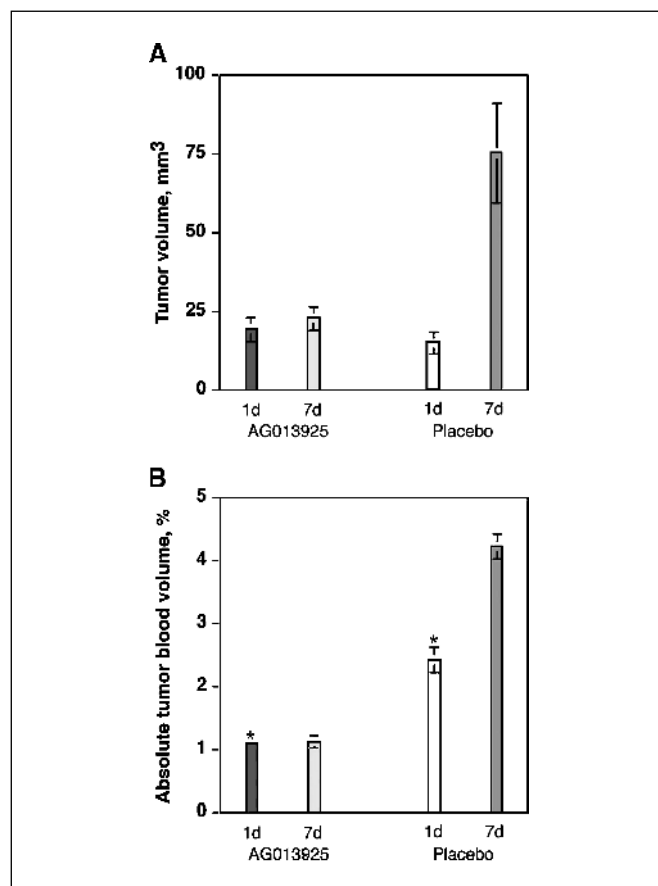 A
100
75
50
25
0
Tumor volume, mm³
1d 7d 1d 7d
AG013925 Placebo
B
5
4
3
2
1
0
Absolute tumor blood volume, %
* *
1d 7d 1d 7d
AG013925 Placebo